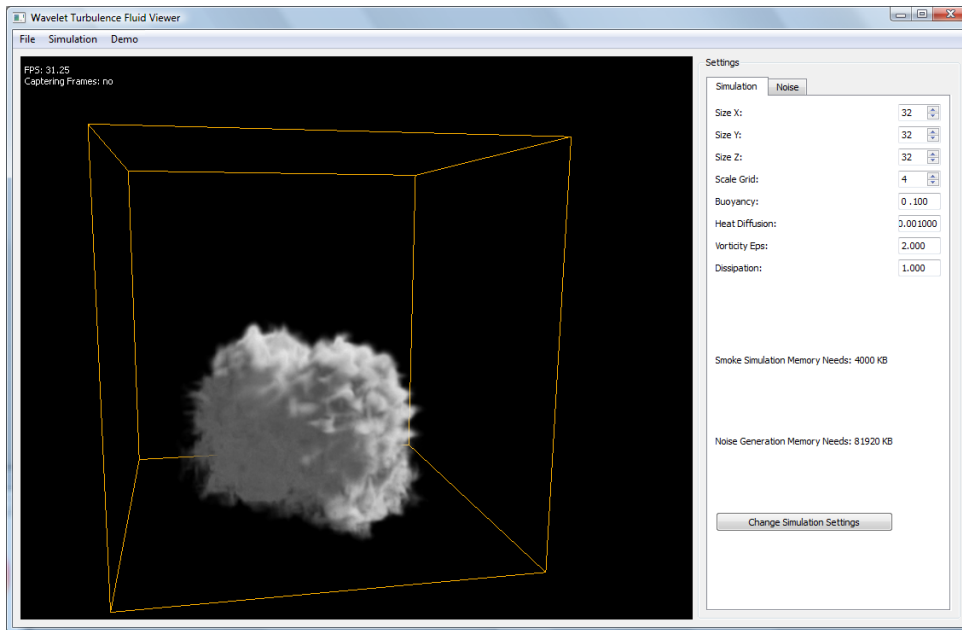 Wavelet Turbulence Fluid Viewer
File Simulation Demo
FPS: 31.25
Captering Frames: no
Settings
Simulation Noise
Size X: 32
Size Y: 32
Size Z: 32
Scale Grid: 4
Buoyancy: 0 .100
Heat Diffusion: 0.001000
Vorticity Eps: 2.000
Dissipation: 1.000
Smoke Simulation Memory Needs: 4000 KB
Noise Generation Memory Needs: 81920 KB
Change Simulation Settings